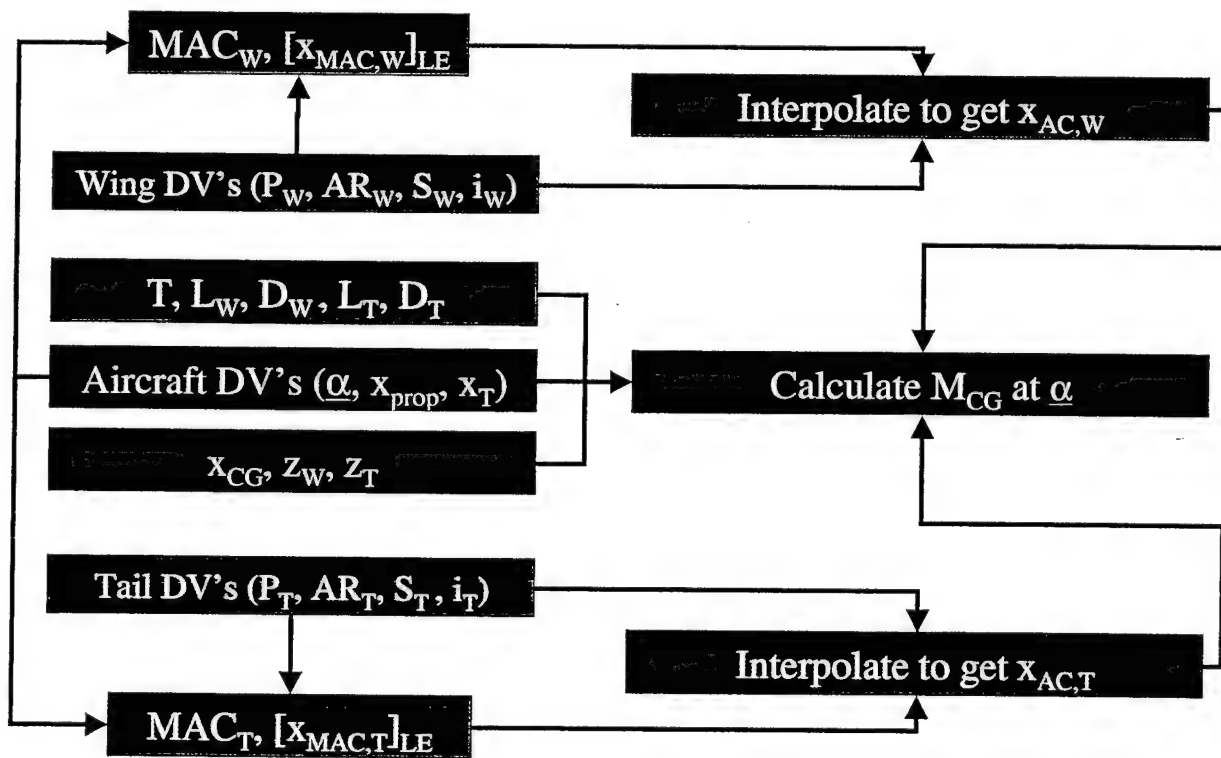 MAC_W, [x_MAC,W]_LE
Interpolate to get x_AC,W
Wing DV's (P_W, AR_W, S_W, i_W)
T, L_W, D_W, L_T, D_T
Aircraft DV's (α, x_prop, x_T)
Calculate M_CG at α
x_CG, z_W, z_T
Tail DV's (P_T, AR_T, S_T, i_T)
Interpolate to get x_AC,T
MAC_T, [x_MAC,T]_LE